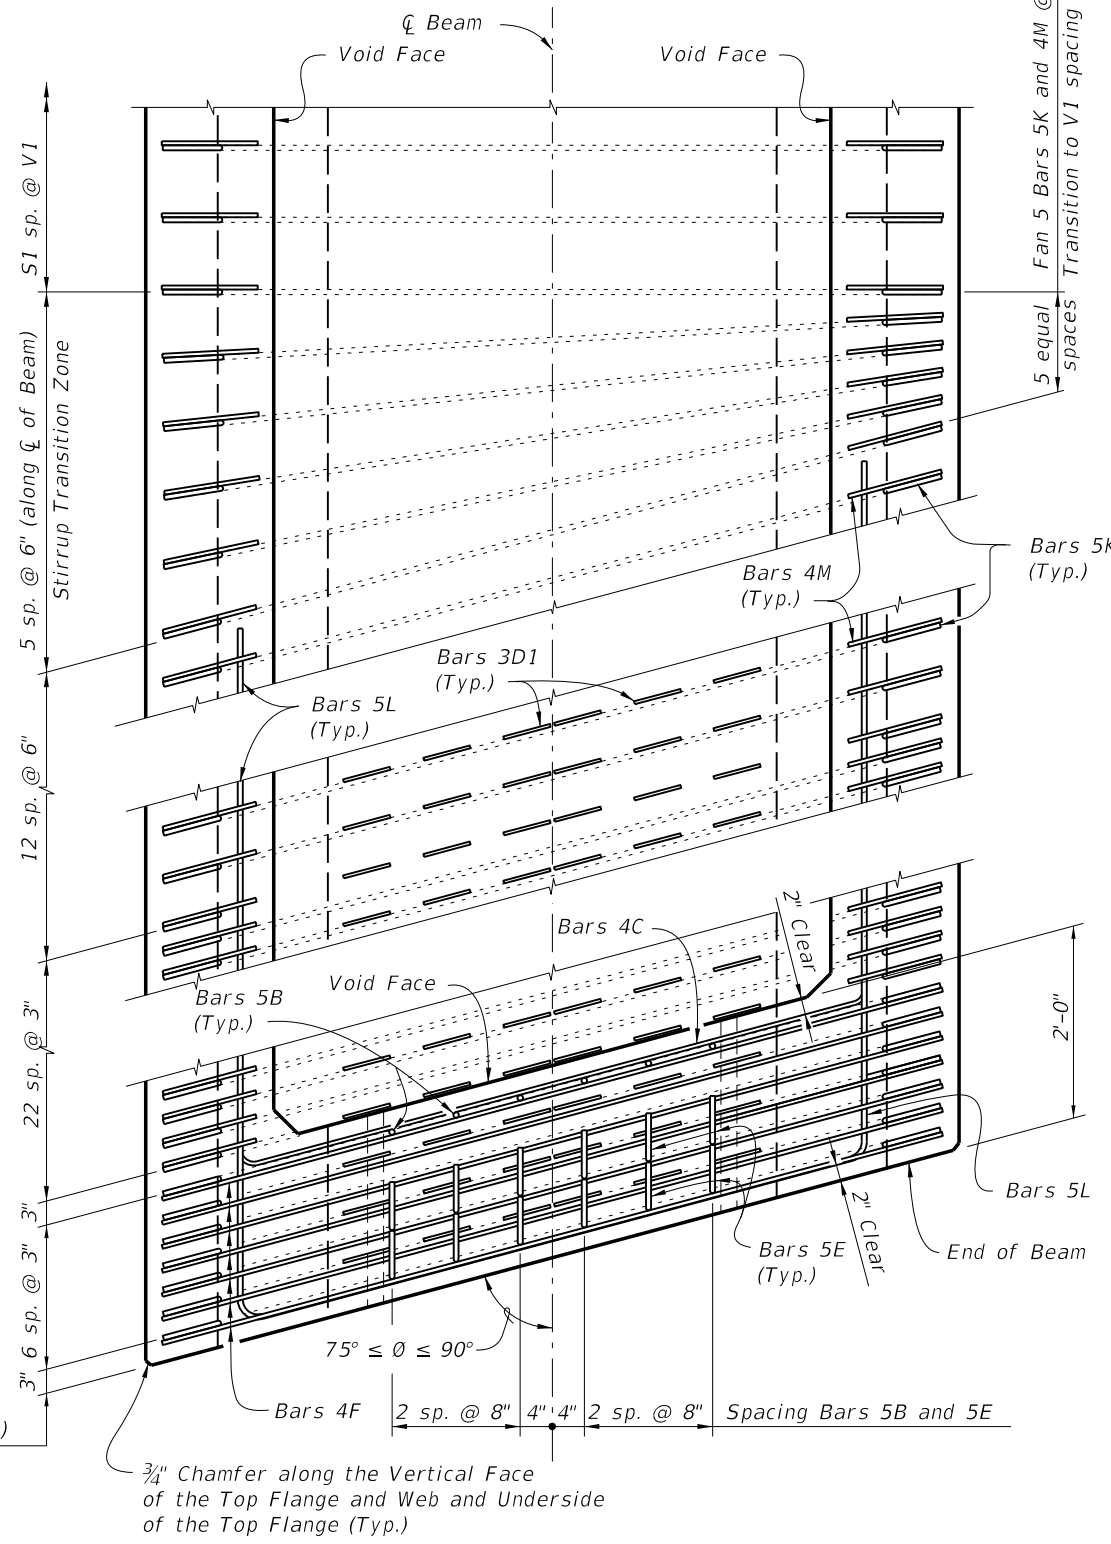 ℄ Beam
Void Face
Void Face
S1 sp. @ V1
Fan 5 Bars 5K and 4M @
Transition to V1 spacing
5 equal
spaces
5 sp. @ 6" (along ℄ of Beam)
Stirrup Transition Zone
Bars 5K
(Typ.)
Bars 4M
(Typ.)
Bars 3D1
(Typ.)
Bars 5L
(Typ.)
12 sp. @ 6"
2" Clear
Bars 4C
Void Face
Bars 5B
(Typ.)
2'-0"
22 sp. @ 3"
Bars 5L
3"
2" Clear
Bars 5E
(Typ.)
End of Beam
6 sp. @ 3"
75° ≤ Ø ≤ 90°
3"
Bars 4F
2 sp. @ 8"
4"
4"
2 sp. @ 8"
Spacing Bars 5B and 5E
)
¾" Chamfer along the Vertical Face
of the Top Flange and Web and Underside
of the Top Flange (Typ.)